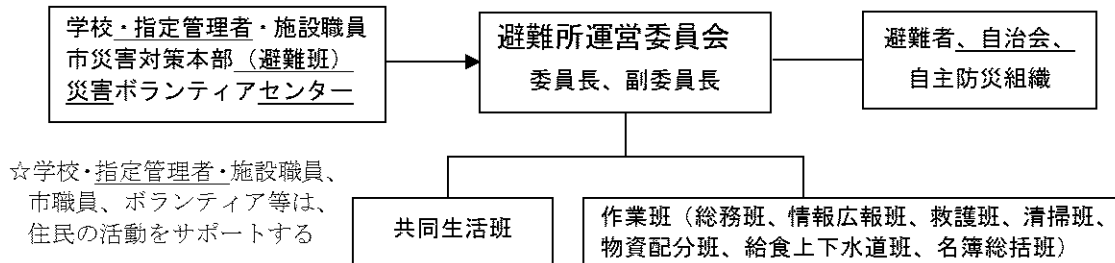 学校・指定管理者・施設職員
市災害対策本部（避難班）
災害ボランティアセンター
避難所運営委員会
委員長、副委員長
避難者、自治会、
自主防災組織
☆学校・指定管理者・施設職員、
市職員、ボランティア等は、
住民の活動をサポートする
共同生活班
作業班（総務班、情報広報班、救護班、清掃班、
物資配分班、給食上下水道班、名簿総括班）